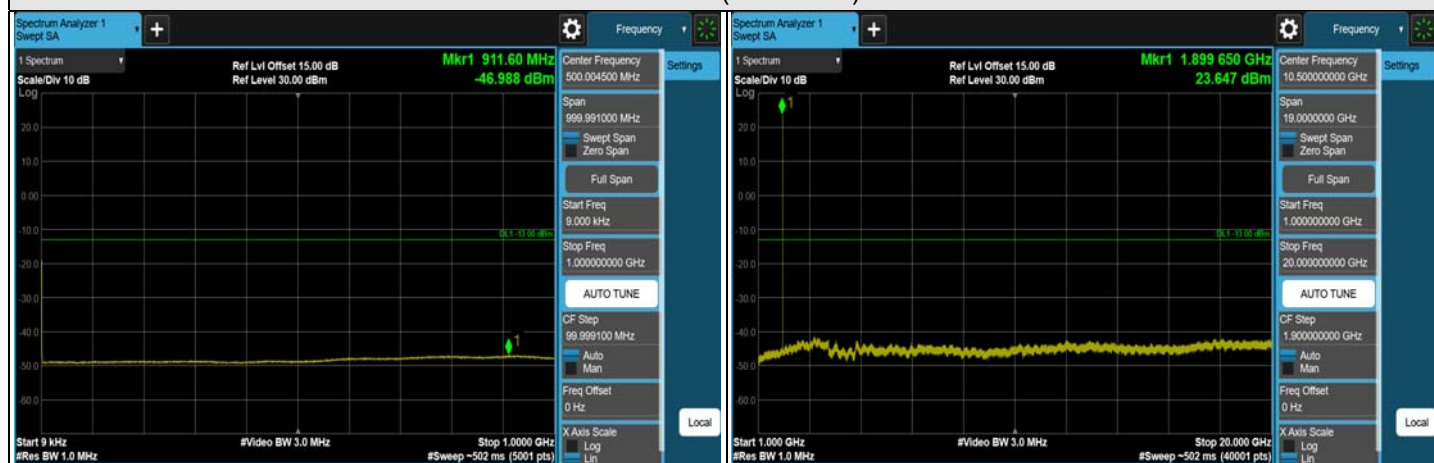 Spectrum Analyzer 1
Swept SA
+
Frequency
1 Spectrum
Scale/Div 10 dB
Log
Ref Lvl Offset 15.00 dB
Ref Level 30.00 dBm
Mkr1 911.60 MHz
-46.988 dBm
20.0
10.0
0.00
-10.0
-20.0
-30.0
-40.0
-50.0
-60.0
DL1 -13.00 dBm
1
Start 9 kHz
#Res BW 1.0 MHz
#Video BW 3.0 MHz
Stop 1.0000 GHz
#Sweep ~502 ms (5001 pts)
Center Frequency
500.004500 MHz
Span
999.991000 MHz
Swept Span
Zero Span
Full Span
Start Freq
9.000 kHz
Stop Freq
1.000000000 GHz
AUTO TUNE
CF Step
99.999100 MHz
Auto
Man
Freq Offset
0 Hz
X Axis Scale
Log
Lin
Settings
Local
Spectrum Analyzer 1
Swept SA
+
Frequency
1 Spectrum
Scale/Div 10 dB
Log
Ref Lvl Offset 15.00 dB
Ref Level 30.00 dBm
Mkr1 1.899 650 GHz
23.647 dBm
1
20.0
10.0
0.00
-10.0
-20.0
-30.0
-40.0
-50.0
-60.0
DL1 -13.00 dBm
Start 1.000 GHz
#Res BW 1.0 MHz
#Video BW 3.0 MHz
Stop 20.000 GHz
#Sweep ~502 ms (40001 pts)
Center Frequency
10.500000000 GHz
Span
19.0000000 GHz
Swept Span
Zero Span
Full Span
Start Freq
1.000000000 GHz
Stop Freq
20.000000000 GHz
AUTO TUNE
CF Step
1.900000000 GHz
Auto
Man
Freq Offset
0 Hz
X Axis Scale
Log
Lin
Settings
Local